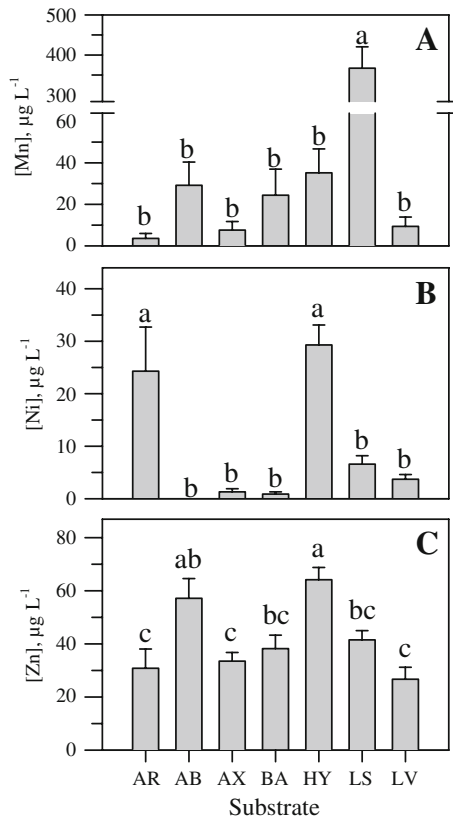 500
400
300
60
40
20
0
[Mn], µg L⁻¹
A
b
b
b
b
b
a
b
40
30
20
10
0
[Ni], µg L⁻¹
B
a
b
b
b
a
b
b
80
60
40
20
0
[Zn], µg L⁻¹
C
c
ab
c
bc
a
bc
c
AR AB AX BA HY LS LV
Substrate